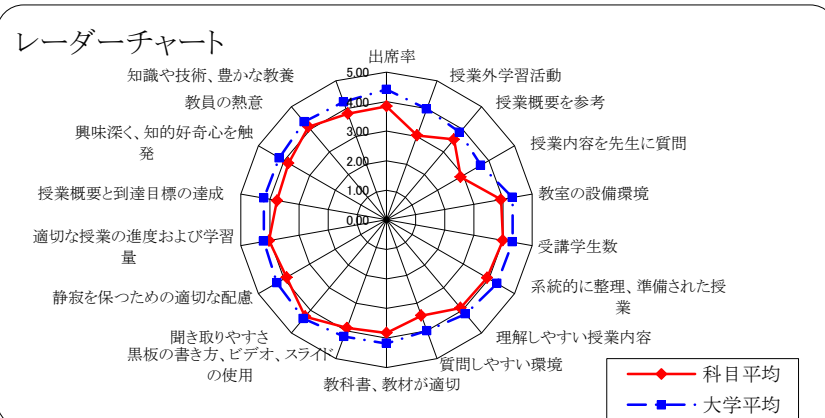 レーダーチャート
出席率
授業外学習活動
授業概要を参考
授業内容を先生に質問
教室の設備環境
受講学生数
系統的に整理、準備された授
業
理解しやすい授業内容
質問しやすい環境
教科書、教材が適切
黒板の書き方、ビデオ、スライド
の使用
聞き取りやすさ
静寂を保つための適切な配慮
適切な授業の進度および学習
量
授業概要と到達目標の達成
興味深く、知的好奇心を触
発
教員の熱意
知識や技術、豊かな教養
5.00
4.00
3.00
2.00
1.00
0.00
科目平均
大学平均